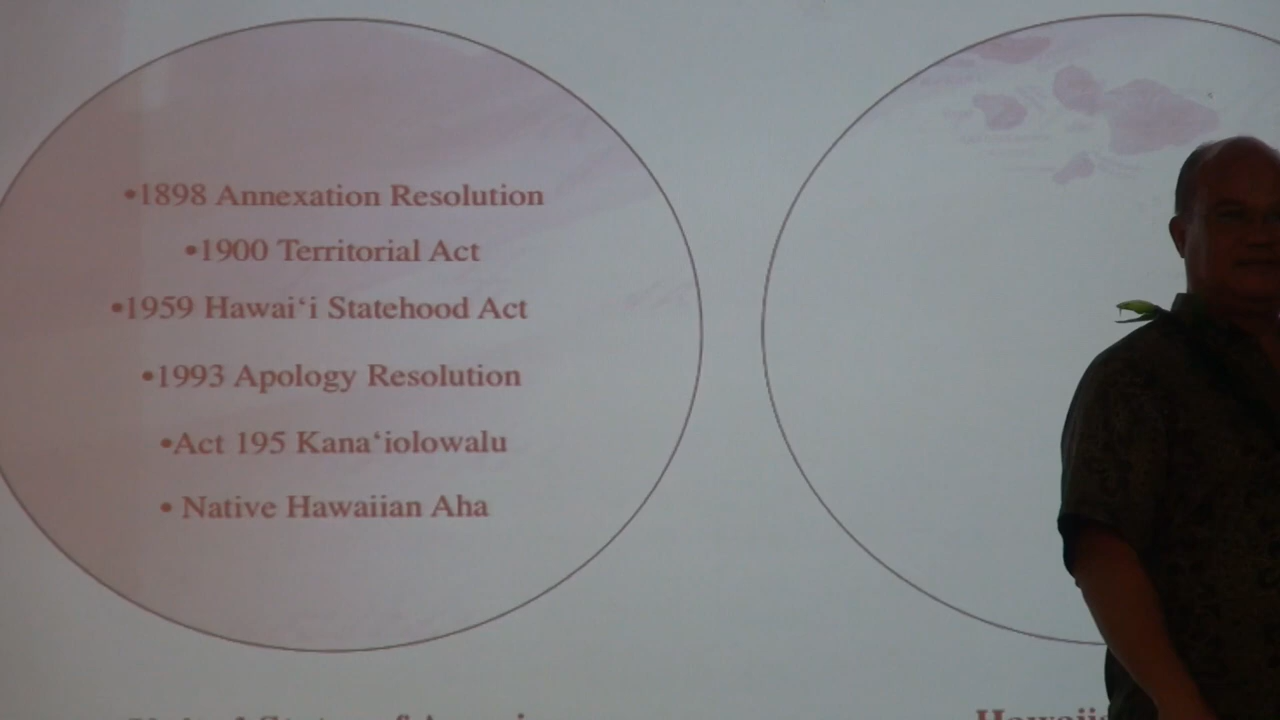 •1898 Annexation Resolution
•1900 Territorial Act
•1959 Hawai‘i Statehood Act
•1993 Apology Resolution
•Act 195 Kana‘iolowalu
• Native Hawaiian Aha